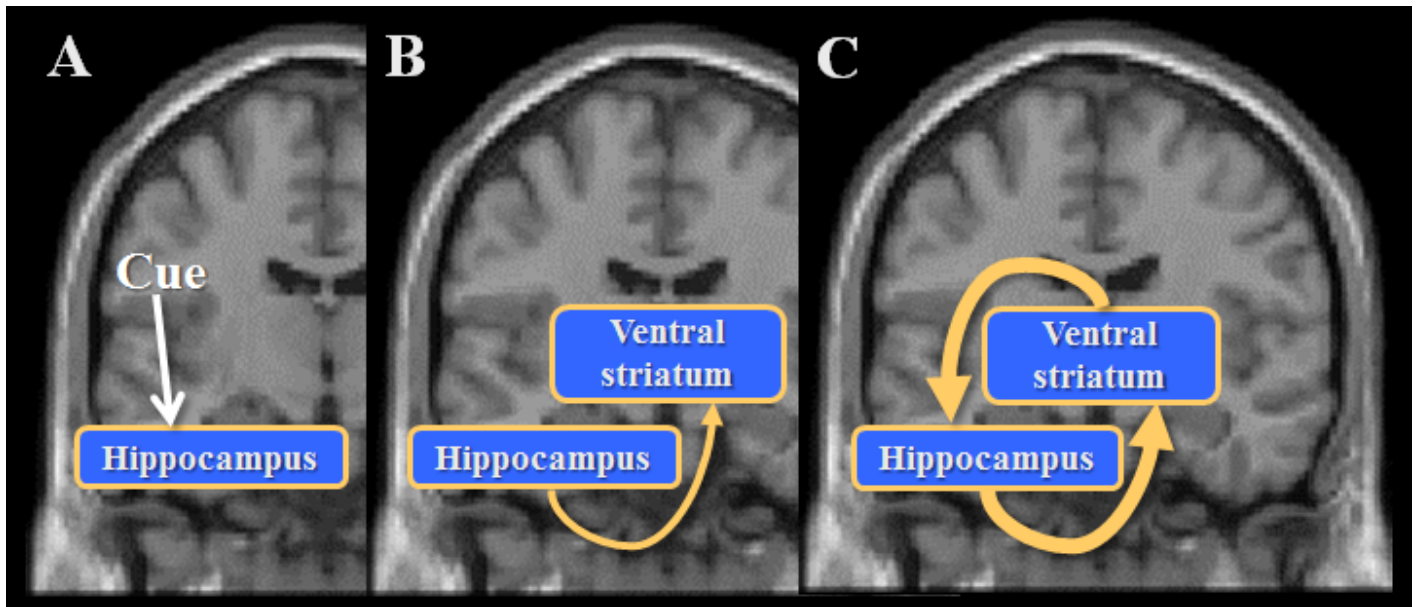 A
Cue
Hippocampus
B
Ventral
striatum
Hippocampus
C
Ventral
striatum
Hippocampus